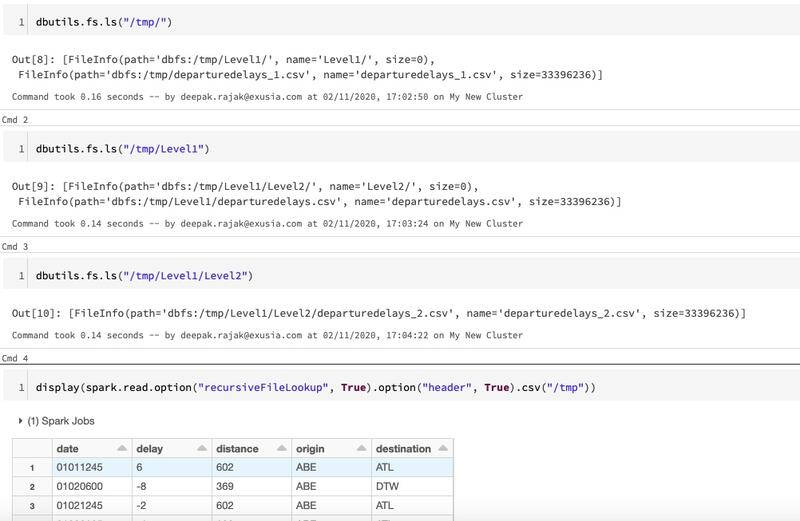 1 dbutils.fs.ls("/tmp/")
Out[8]: [FileInfo(path='dbfs:/tmp/Level1/', name='Level1/', size=0),
FileInfo(path='dbfs:/tmp/departuredelays_1.csv', name='departuredelays_1.csv', size=33396236)]
Command took 0.16 seconds -- by deepak.rajak@exusia.com at 02/11/2020, 17:02:50 on My New Cluster
Cmd 2
1 dbutils.fs.ls("/tmp/Level1")
Out[9]: [FileInfo(path='dbfs:/tmp/Level1/Level2/', name='Level2/', size=0),
FileInfo(path='dbfs:/tmp/Level1/departuredelays.csv', name='departuredelays.csv', size=33396236)]
Command took 0.14 seconds -- by deepak.rajak@exusia.com at 02/11/2020, 17:03:24 on My New Cluster
Cmd 3
1 dbutils.fs.ls("/tmp/Level1/Level2")
Out[10]: [FileInfo(path='dbfs:/tmp/Level1/Level2/departuredelays_2.csv', name='departuredelays_2.csv', size=33396236)]
Command took 0.14 seconds -- by deepak.rajak@exusia.com at 02/11/2020, 17:04:22 on My New Cluster
Cmd 4
1 display(spark.read.option("recursiveFileLookup", True).option("header", True).csv("/tmp"))
(1) Spark Jobs
date delay distance origin destination
1 01011245 6 602 ABE ATL
2 01020600 -8 369 ABE DTW
3 01021245 -2 602 ABE ATL